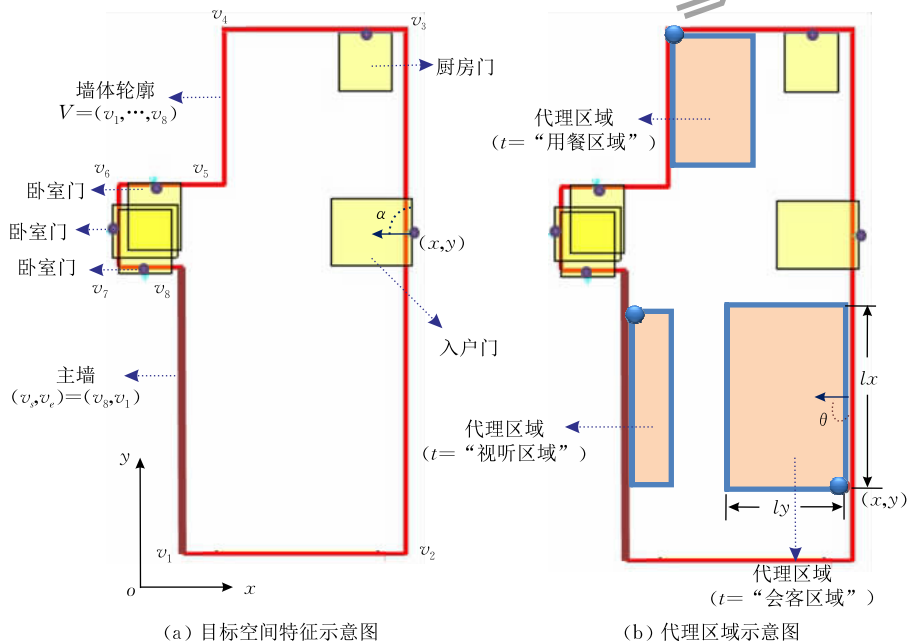 v₄
v₃
厨房门
墙体轮廓
V=(v₁,⋯,v₈)
v₆
v₅
卧室门
α
卧室门
(x,y)
卧室门
v₇
v₈
入户门
主墙
(vₛ,vₑ)=(v₈,v₁)
y
v₁
v₂
o
x
(a) 目标空间特征示意图
代理区域
(t=“用餐区域”)
lx
θ
代理区域
(t=“视听区域”)
(x,y)
ly
代理区域
(t=“会客区域”)
(b) 代理区域示意图